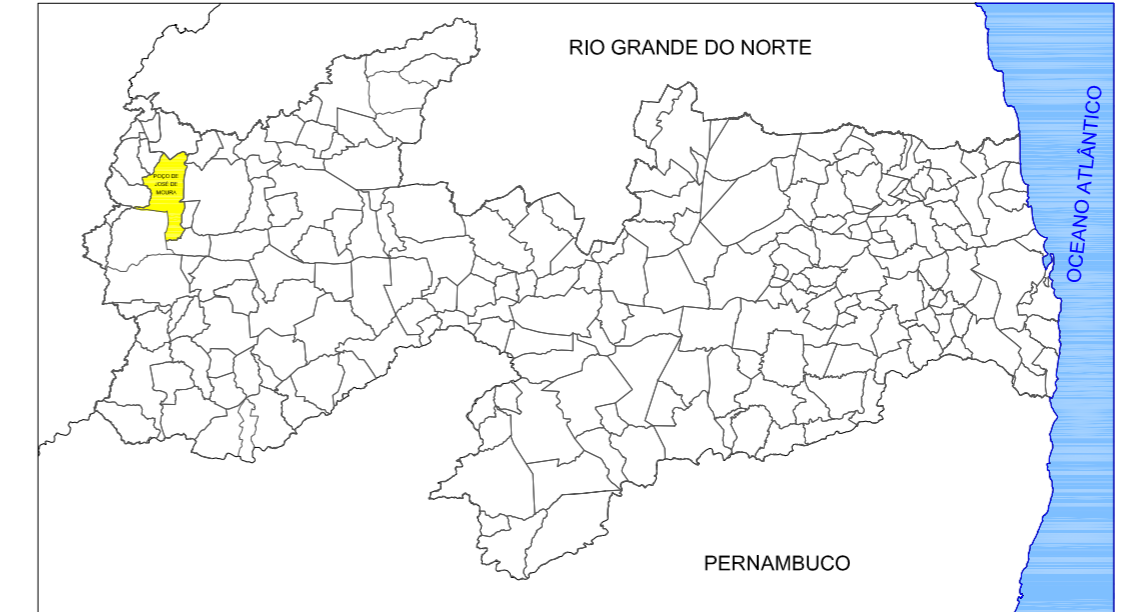 RIO GRANDE DO NORTE
OCEANO ATLÂNTICO
POÇO DE
JOSÉ DE
MOURA
PERNAMBUCO